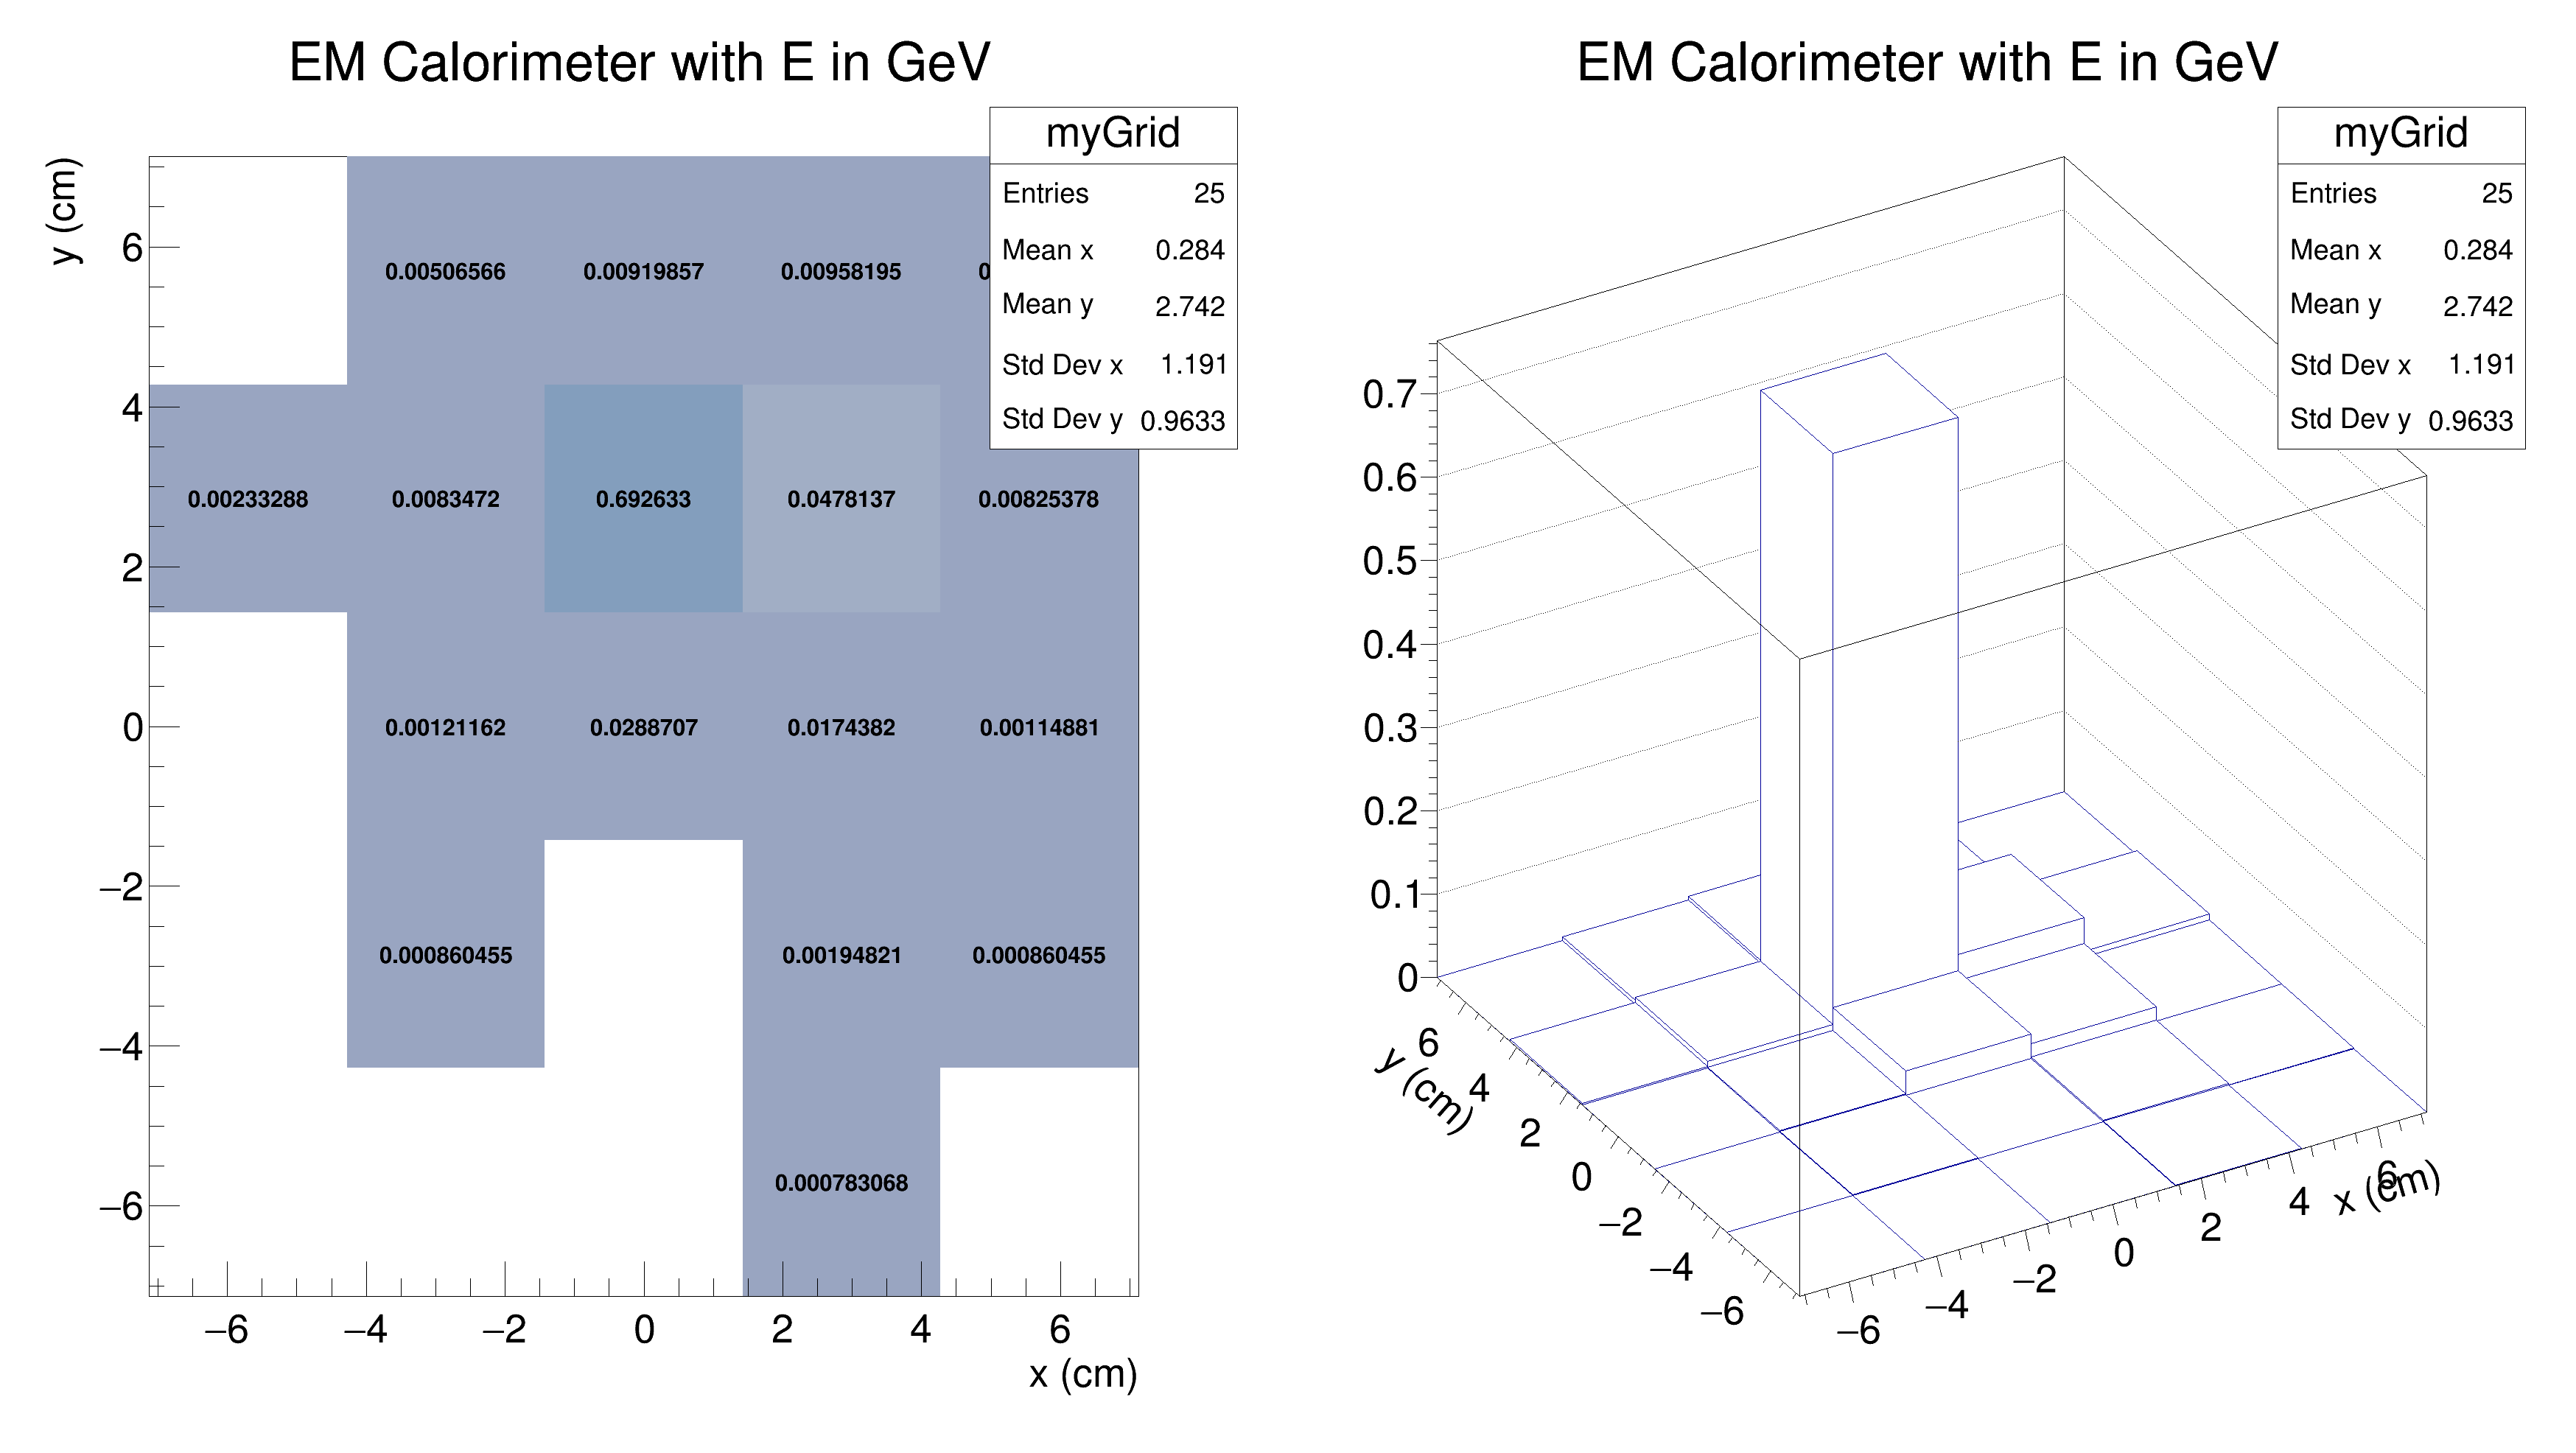 EM Calorimeter with E in GeV
myGrid
Entries 25
Mean x 0.284
Mean y 2.742
Std Dev x 1.191
Std Dev y 0.9633
y (cm)
6
4
2
0
−2
−4
−6
0.00506566 0.00919857 0.00958195
0.00233288 0.0083472 0.692633 0.0478137 0.00825378
0.00121162 0.0288707 0.0174382 0.00114881
0.000860455 0.00194821 0.000860455
0.000783068
−6 −4 −2 0 2 4 6
x (cm)
EM Calorimeter with E in GeV
myGrid
Entries 25
Mean x 0.284
Mean y 2.742
Std Dev x 1.191
Std Dev y 0.9633
0.7
0.6
0.5
0.4
0.3
0.2
0.1
0
6
4
2
0
−2
−4
−6
y (cm)
−6 −4 −2 0 2 4 6
x (cm)